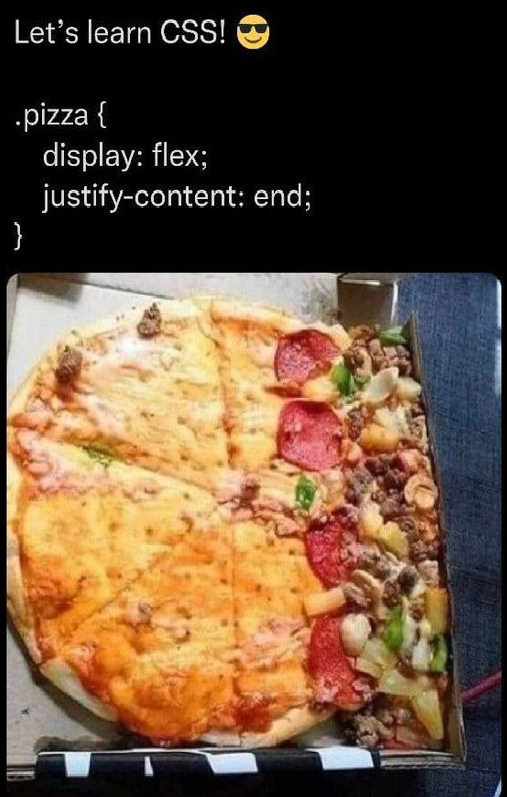 Let’s learn CSS! 😎
.pizza {
display: flex;
justify-content: end;
}